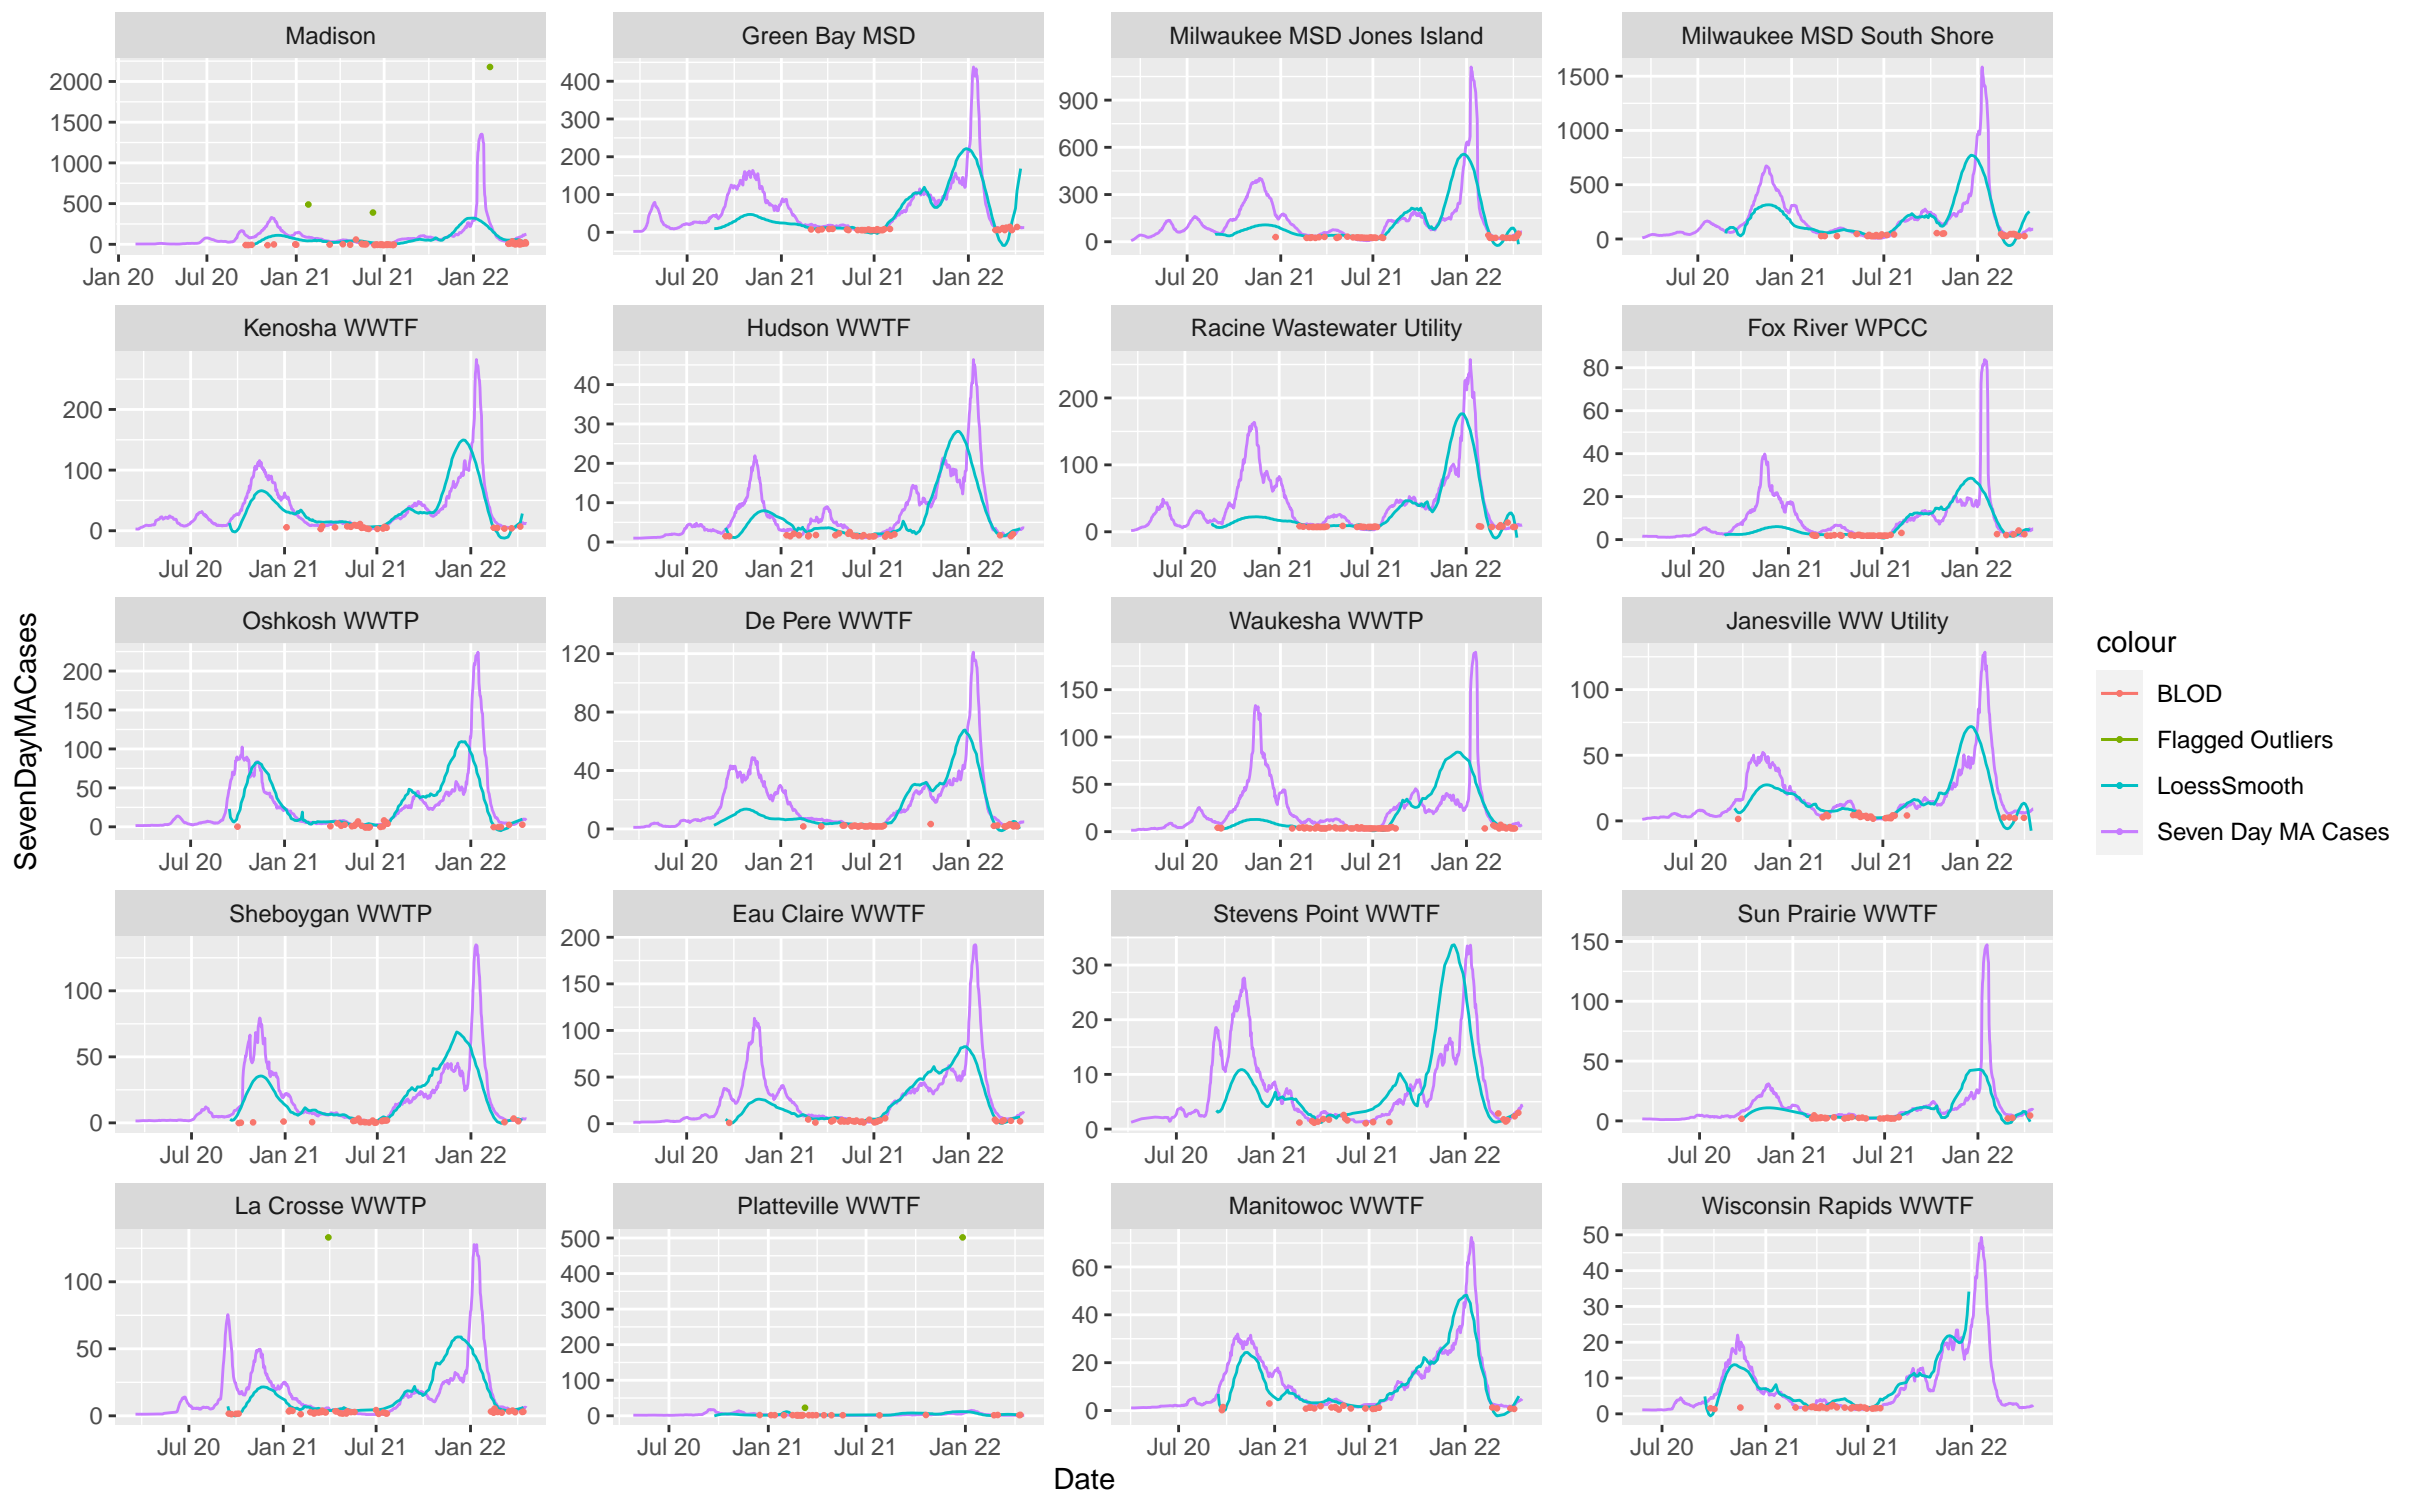 Madison
Green Bay MSD
Milwaukee MSD Jones Island
Milwaukee MSD South Shore
2000
1500
1000
500
0
400
300
200
100
0
900
600
300
0
1500
1000
500
0
Jan 20 Jul 20 Jan 21 Jul 21 Jan 22
Jul 20 Jan 21 Jul 21 Jan 22
Jul 20 Jan 21 Jul 21 Jan 22
Jul 20 Jan 21 Jul 21 Jan 22
Kenosha WWTF
Hudson WWTF
Racine Wastewater Utility
Fox River WPCC
200
100
0
40
30
20
10
0
200
100
0
80
60
40
20
0
Jul 20 Jan 21 Jul 21 Jan 22
Jul 20 Jan 21 Jul 21 Jan 22
Jul 20 Jan 21 Jul 21 Jan 22
Jul 20 Jan 21 Jul 21 Jan 22
SevenDayMACases
Oshkosh WWTP
De Pere WWTF
Waukesha WWTP
Janesville WW Utility
200
150
100
50
0
120
80
40
0
150
100
50
0
100
50
0
Jul 20 Jan 21 Jul 21 Jan 22
Jul 20 Jan 21 Jul 21 Jan 22
Jul 20 Jan 21 Jul 21 Jan 22
Jul 20 Jan 21 Jul 21 Jan 22
colour
BLOD
Flagged Outliers
LoessSmooth
Seven Day MA Cases
Sheboygan WWTP
Eau Claire WWTF
Stevens Point WWTF
Sun Prairie WWTF
100
50
0
200
150
100
50
0
30
20
10
0
150
100
50
0
Jul 20 Jan 21 Jul 21 Jan 22
Jul 20 Jan 21 Jul 21 Jan 22
Jul 20 Jan 21 Jul 21 Jan 22
Jul 20 Jan 21 Jul 21 Jan 22
La Crosse WWTP
Platteville WWTF
Manitowoc WWTF
Wisconsin Rapids WWTF
100
50
0
500
400
300
200
100
0
60
40
20
0
50
40
30
20
10
0
Jul 20 Jan 21 Jul 21 Jan 22
Jul 20 Jan 21 Jul 21 Jan 22
Jul 20 Jan 21 Jul 21 Jan 22
Jul 20 Jan 21 Jul 21 Jan 22
Date